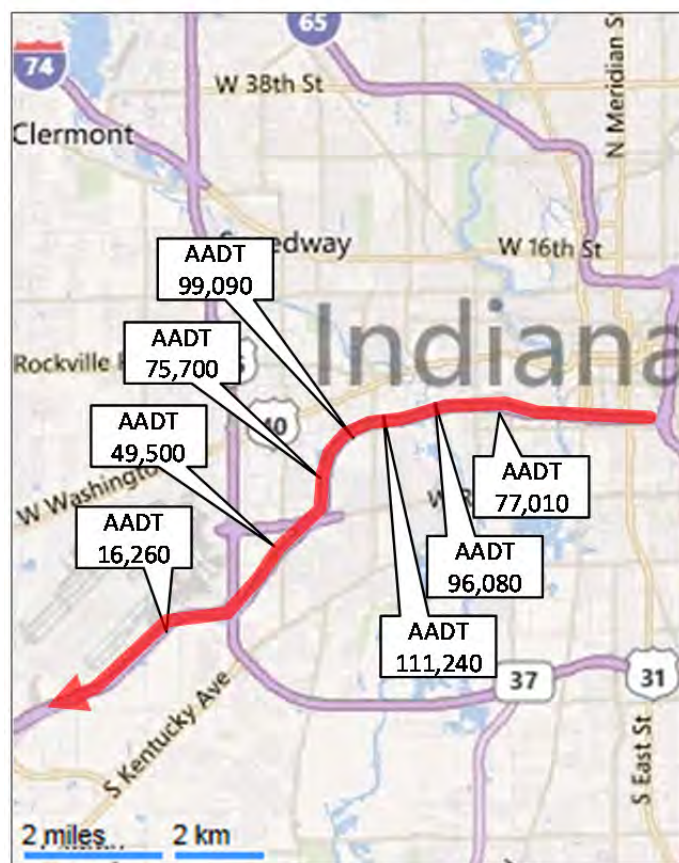 65
74
W 38th St
N Meridian St
Clermont
Speedway
W 16th St
AADT
99,090
AADT
75,700
Rockville
Indiana
40
AADT
49,500
W Washington
AADT
77,010
AADT
16,260
AADT
96,080
AADT
111,240
37
31
S Kentucky Ave
S East St
2 miles
2 km